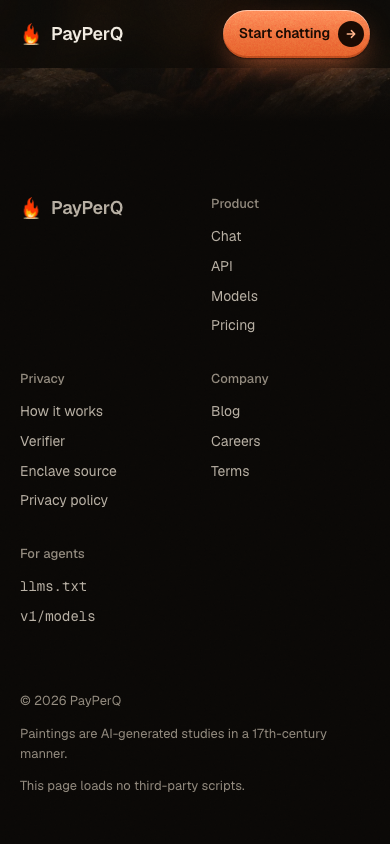 PayPerQ
Start chatting
PayPerQ
Product
Chat
API
Models
Pricing
Privacy
How it works
Verifier
Enclave source
Privacy policy
Company
Blog
Careers
Terms
For agents
llms.txt
v1/models
© 2026 PayPerQ
Paintings are AI-generated studies in a 17th-century
manner.
This page loads no third-party scripts.